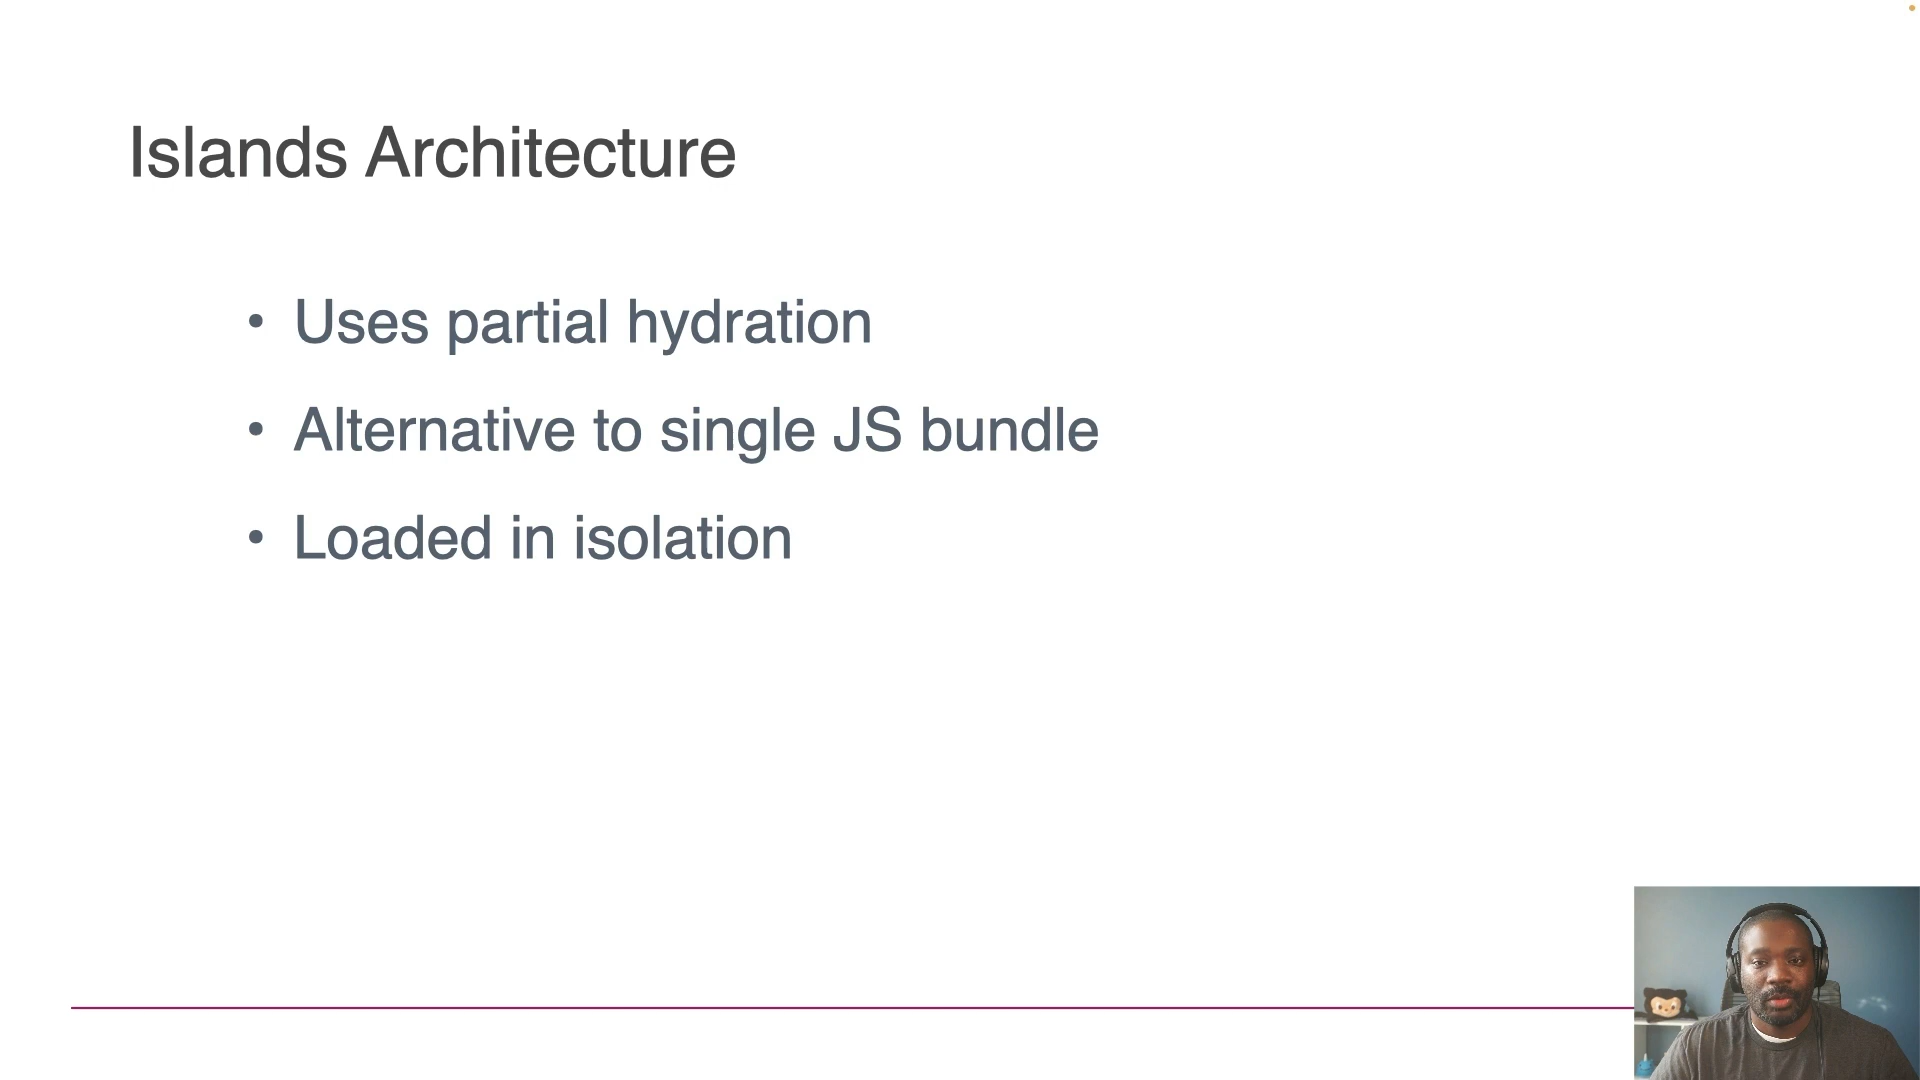 Islands Architecture
• Uses partial hydration
• Alternative to single JS bundle
• Loaded in isolation